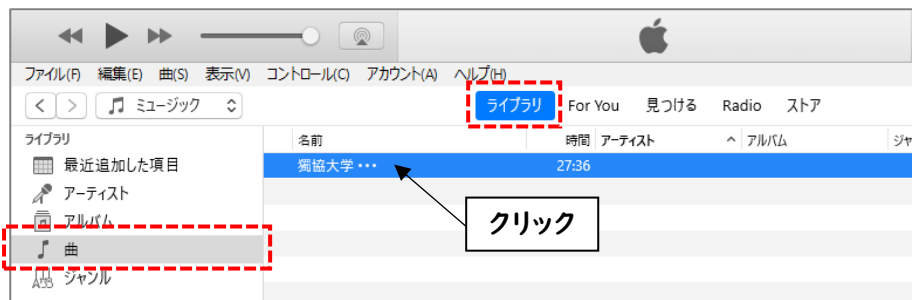 ファイル(F) 編集(E) 曲(S) 表示(V) コントロール(C) アカウント(A) ヘルプ(H)
ミュージック ライブラリ For You 見つける Radio ストア
ライブラリ 名前 時間 アーティスト アルバム ジャ
最近追加した項目 獨協大学 ••• 27:36
アーティスト
アルバム クリック
曲
ジャンル